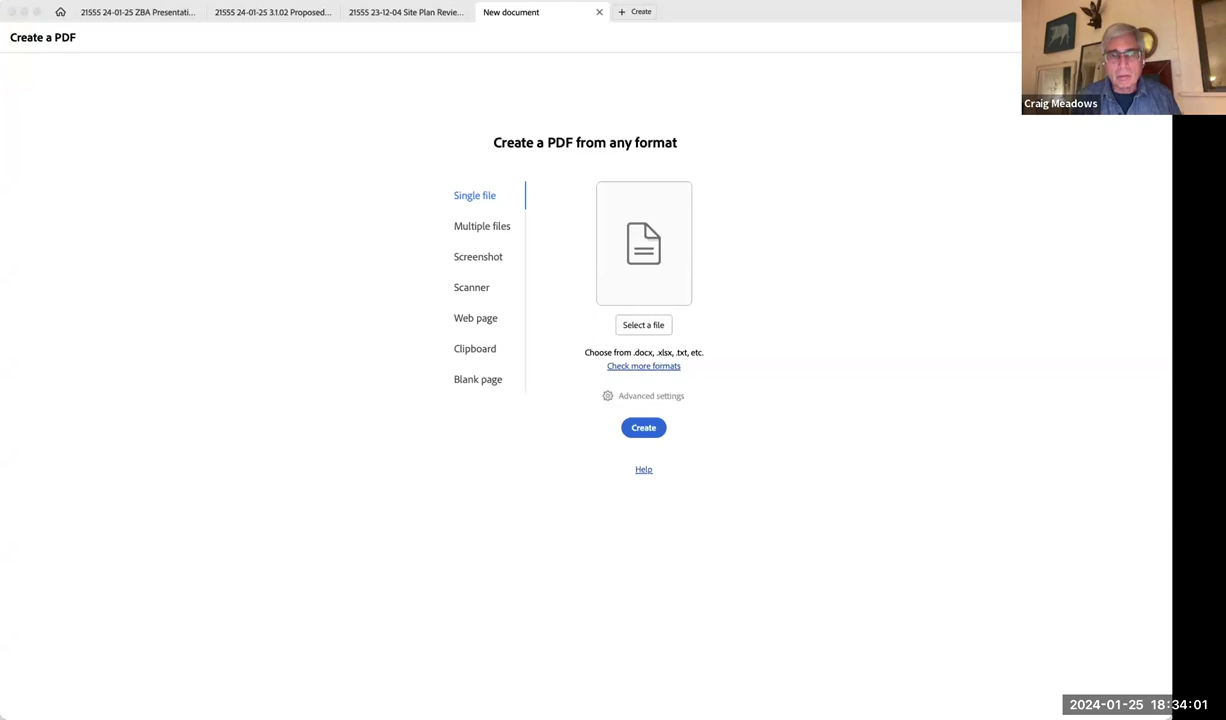 21555 24-01-25 ZBA Presentati...
21555 24-01-25 3.1.02 Proposed...
21555 23-12-04 Site Plan Revie...
New document
Create
Create a PDF
Craig Meadows
Create a PDF from any format
Single file
Multiple files
Screenshot
Scanner
Web page
Clipboard
Blank page
Select a file
Choose from .docx, .xlsx, .txt, etc.
Check more formats
Advanced settings
Create
Help
2024-01-25 18:34:01